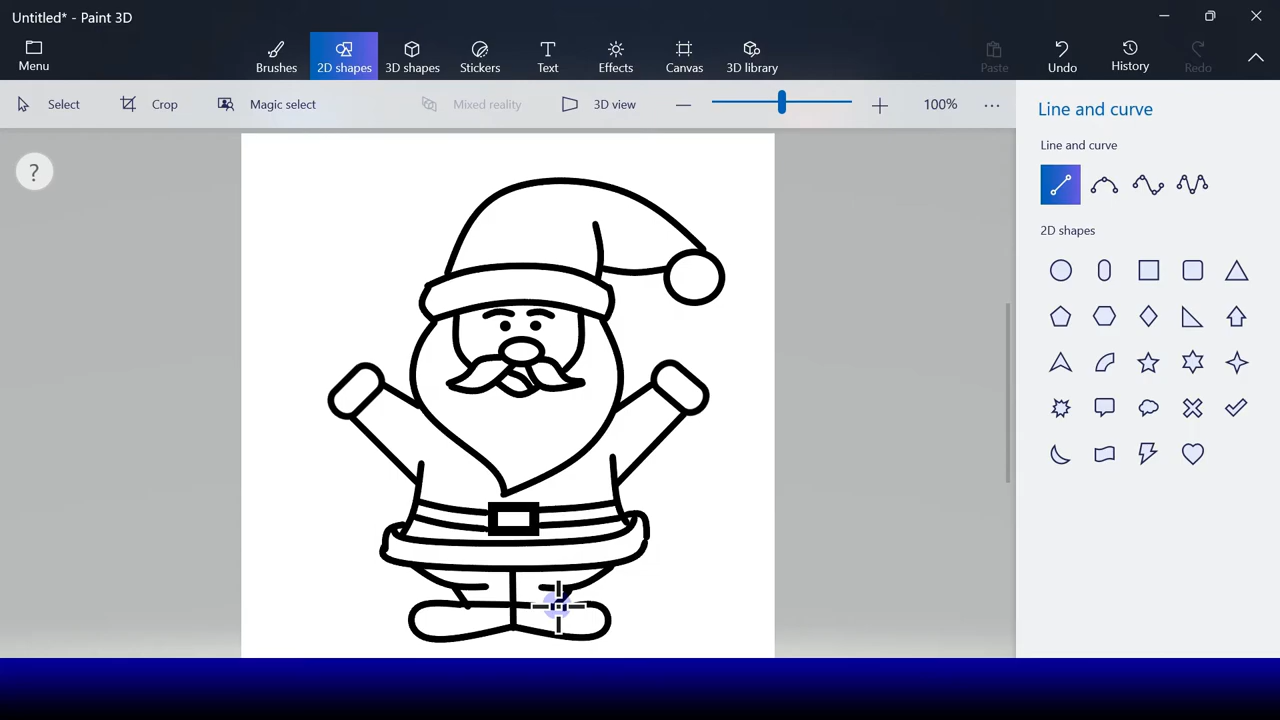 Untitled* - Paint 3D
Menu
Brushes
2D shapes
3D shapes
Stickers
Text
Effects
Canvas
3D library
Paste
Undo
History
Redo
Select
Crop
Magic select
Mixed reality
3D view
100%
Line and curve
?
Line and curve
2D shapes